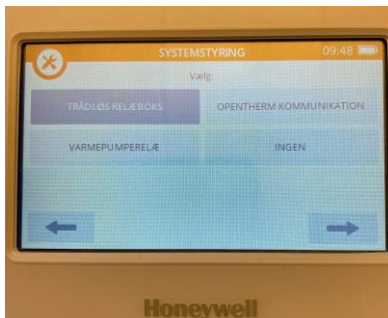 SYSTEMSTYRING 09:48
Vælg:
TRÅDLØS RELÆBOKS OPENTHERM KOMMUNIKATION
VARMEPUMPERELÆ INGEN
Honeywell